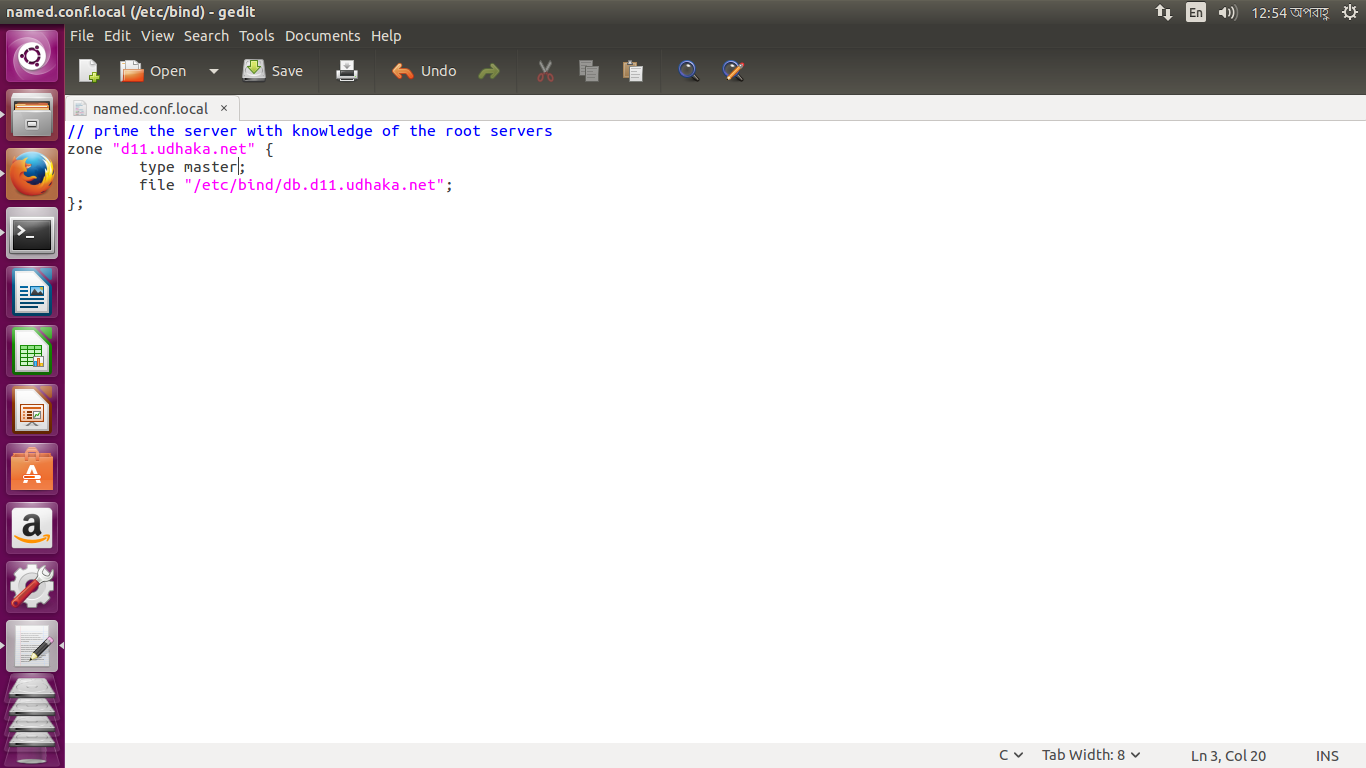 named.conf.local (/etc/bind) - gedit
En
12:54 অপরাহ্ণ
File Edit View Search Tools Documents Help
Open Save Undo
named.conf.local ×
// prime the server with knowledge of the root servers
zone "d11.udhaka.net" {
type master;
file "/etc/bind/db.d11.udhaka.net";
};
C Tab Width: 8 Ln 3, Col 20 INS